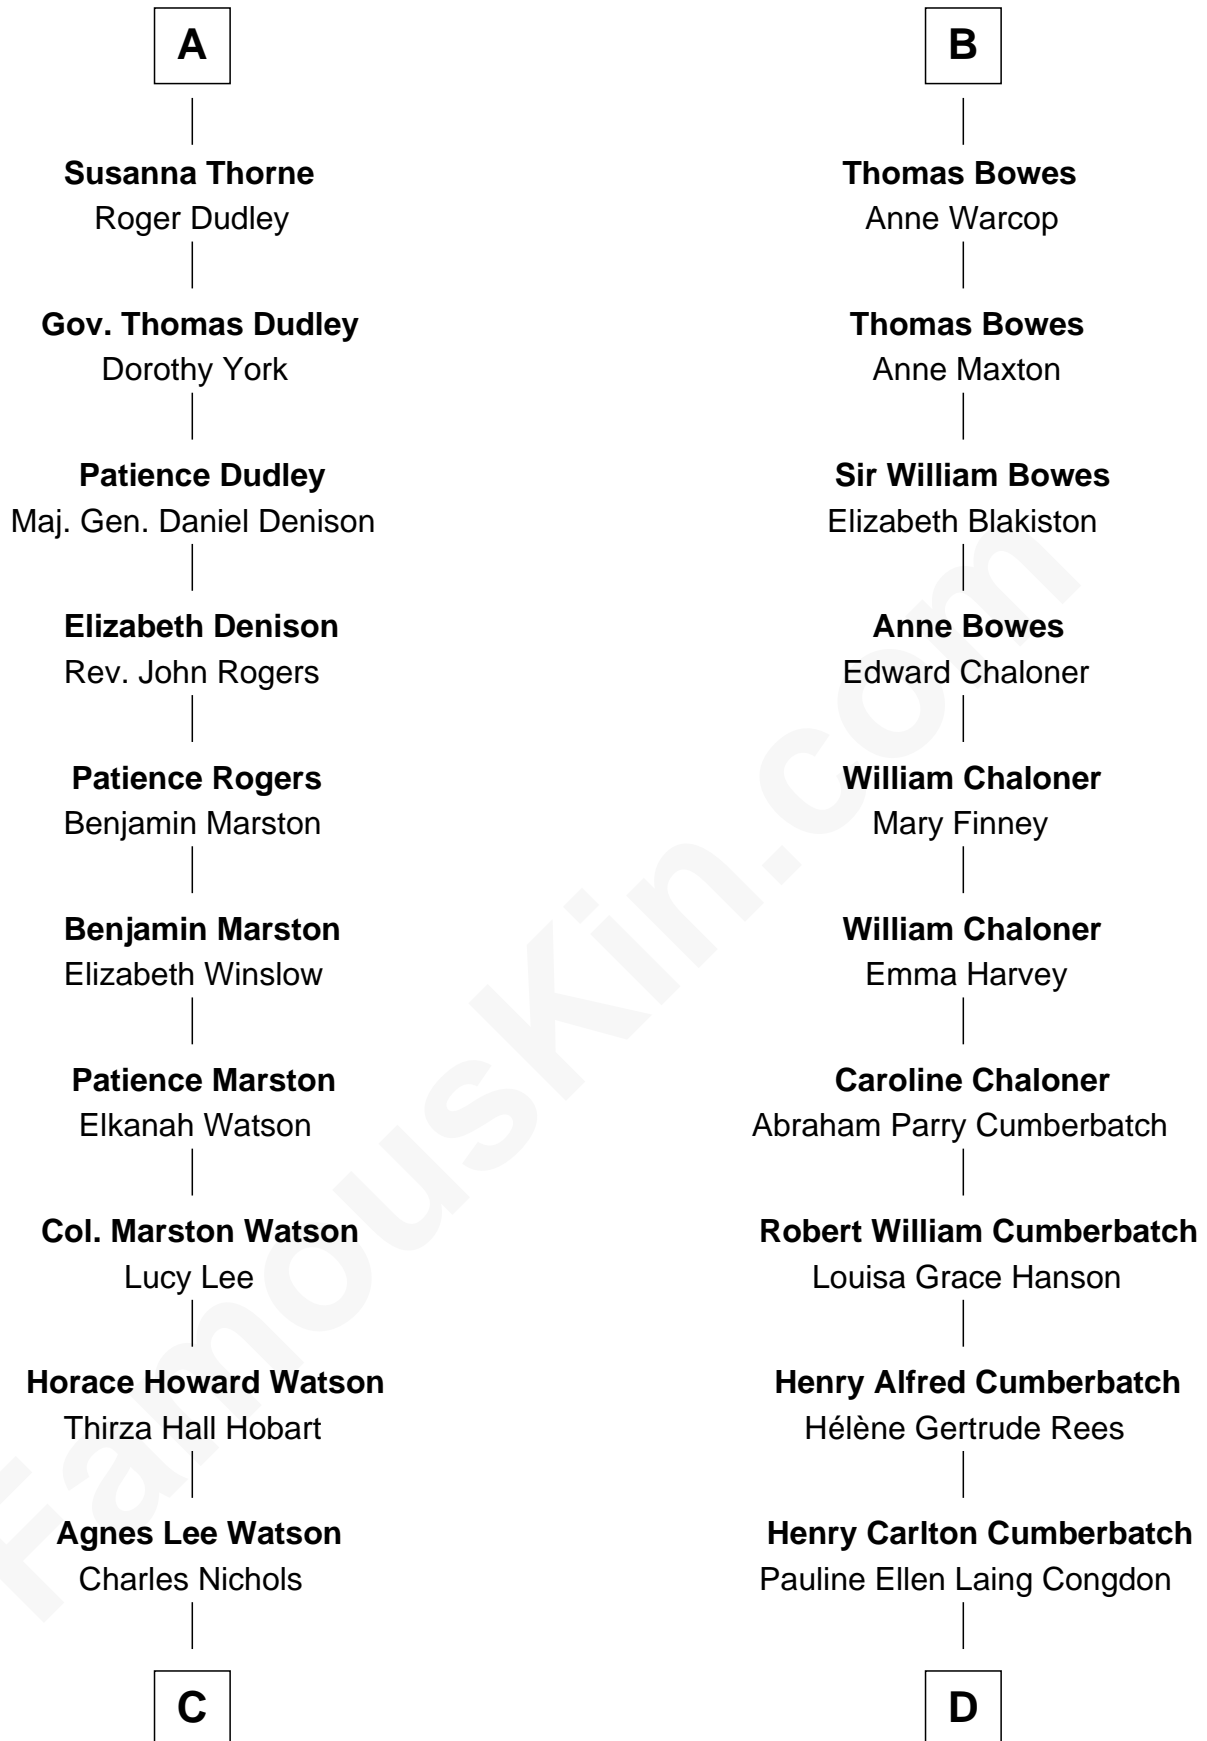 A
Susanna Thorne
Roger Dudley
Gov. Thomas Dudley
Dorothy York
Patience Dudley
Maj. Gen. Daniel Denison
Elizabeth Denison
Rev. John Rogers
Patience Rogers
Benjamin Marston
Benjamin Marston
Elizabeth Winslow
Patience Marston
Elkanah Watson
Col. Marston Watson
Lucy Lee
Horace Howard Watson
Thirza Hall Hobart
Agnes Lee Watson
Charles Nichols
C
B
Thomas Bowes
Anne Warcop
Thomas Bowes
Anne Maxton
Sir William Bowes
Elizabeth Blakiston
Anne Bowes
Edward Chaloner
William Chaloner
Mary Finney
William Chaloner
Emma Harvey
Caroline Chaloner
Abraham Parry Cumberbatch
Robert William Cumberbatch
Louisa Grace Hanson
Henry Alfred Cumberbatch
Hélène Gertrude Rees
Henry Carlton Cumberbatch
Pauline Ellen Laing Congdon
D
FamousKin.com